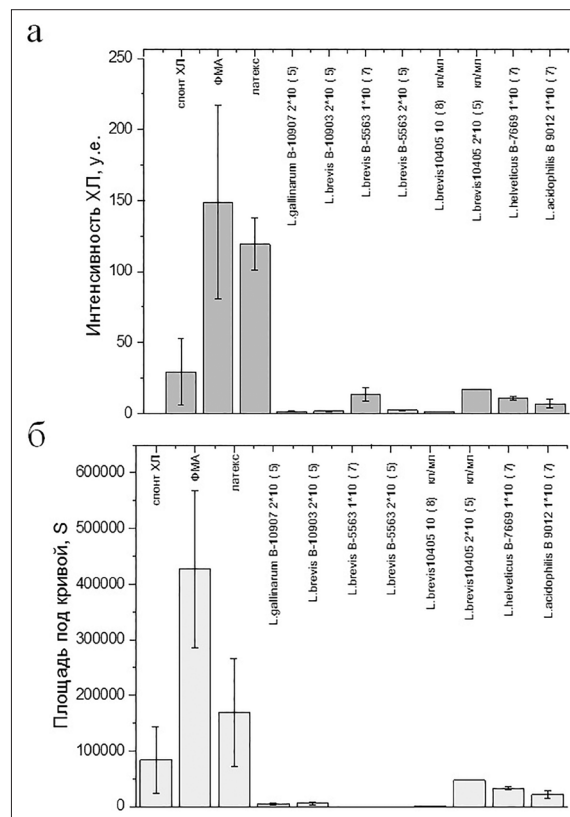 а
Интенсивность ХЛ, у.е.
250
200
150
100
50
0
спонт ХЛ
ФМА
латекс
L.gallinarum B-10907 2*10 ( 5)
L.brevis B-10903 2*10 ( 5)
L.brevis B-5563 1*10 ( 7)
L.brevis B-5563 2*10 ( 5)
L.brevis10405 10 ( 8) кл/мл
L.brevis10405 2*10 ( 5) кл/мл
L.helveticus B-7669 1*10 ( 7)
L.acidophilis B 9012 1*10 ( 7)
б
Площадь под кривой, S
600000
500000
400000
300000
200000
100000
0
спонт ХЛ
ФМА
латекс
L.gallinarum B-10907 2*10 ( 5)
L.brevis B-10903 2*10 ( 5)
L.brevis B-5563 1*10 ( 7)
L.brevis B-5563 2*10 ( 5)
L.brevis10405 10 ( 8) кл/мл
L.brevis10405 2*10 ( 5) кл/мл
L.helveticus B-7669 1*10 ( 7)
L.acidophilis B 9012 1*10 ( 7)